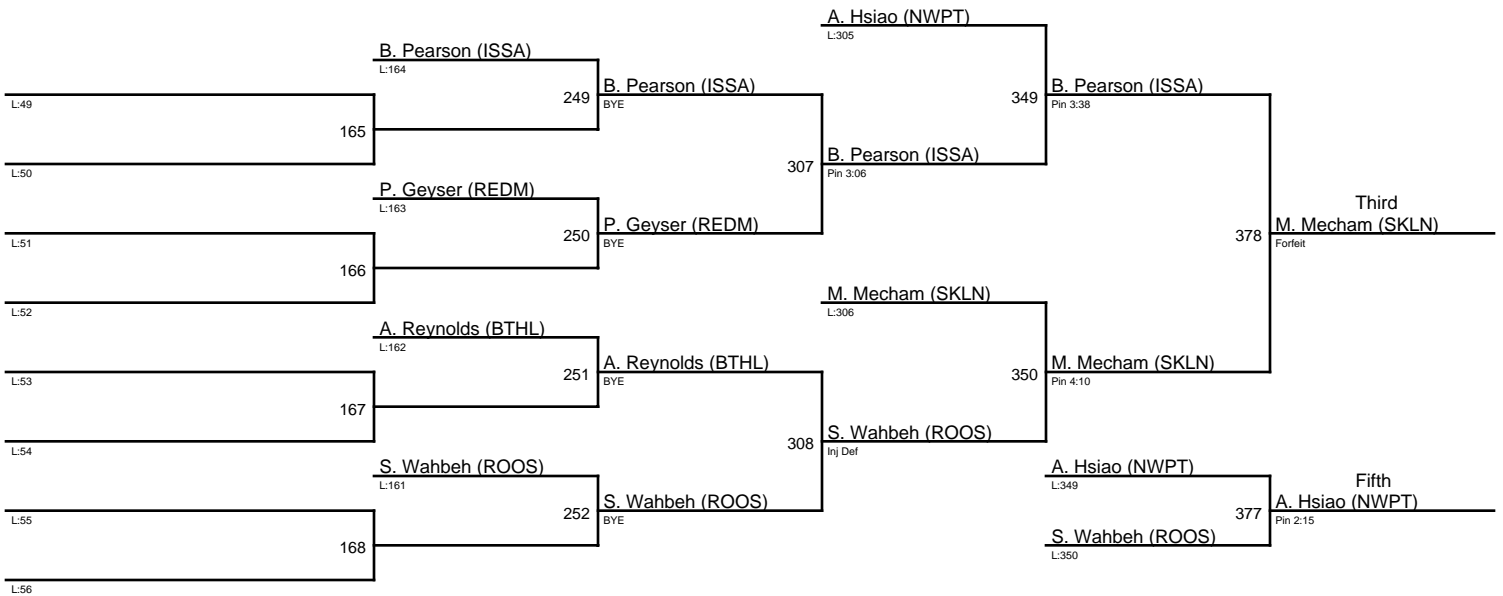 A. Hsiao (NWPT)
L:305
B. Pearson (ISSA)
L:164
249
B. Pearson (ISSA)
BYE
349
B. Pearson (ISSA)
Pin 3:38
L:49
165
L:50
307
B. Pearson (ISSA)
Pin 3:06
P. Geyser (REDM)
L:163
250
P. Geyser (REDM)
BYE
L:51
166
L:52
378
Third
M. Mecham (SKLN)
Forfeit
M. Mecham (SKLN)
L:306
A. Reynolds (BTHL)
L:162
251
A. Reynolds (BTHL)
BYE
350
M. Mecham (SKLN)
Pin 4:10
L:53
167
L:54
308
S. Wahbeh (ROOS)
Inj Def
S. Wahbeh (ROOS)
L:161
252
S. Wahbeh (ROOS)
BYE
L:55
168
L:56
A. Hsiao (NWPT)
L:349
377
Fifth
A. Hsiao (NWPT)
Pin 2:15
S. Wahbeh (ROOS)
L:350